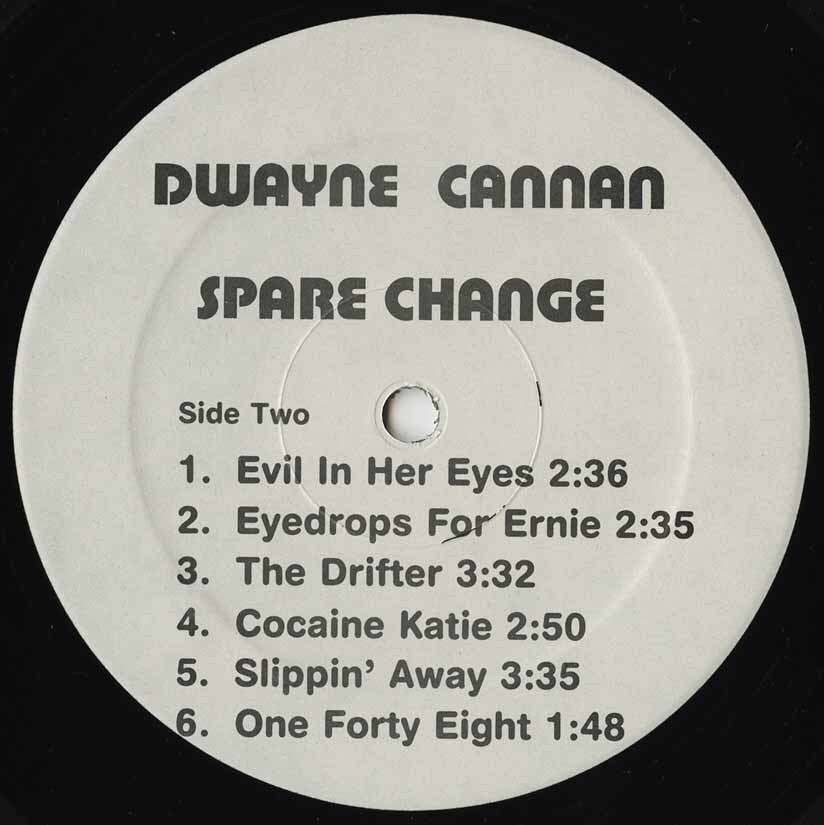 DWAYNE CANNAN
SPARE CHANGE
Side Two
1. Evil In Her Eyes 2:36
2. Eyedrops For Ernie 2:35
3. The Drifter 3:32
4. Cocaine Katie 2:50
5. Slippin’ Away 3:35
6. One Forty Eight 1:48